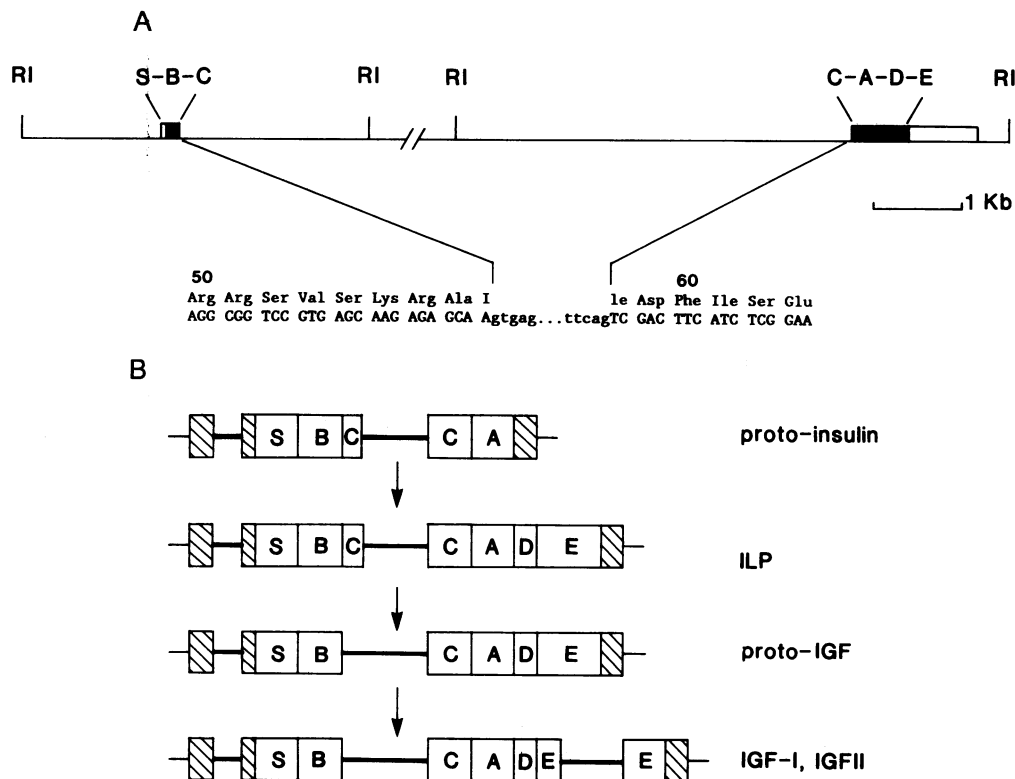 A
RI S-B-C RI RI C-A-D-E RI
1 Kb
50 60
Arg Arg Ser Val Ser Lys Arg Ala I le Asp Phe Ile Ser Glu
AGG CGG TCC GTG AGC AAG AGA GCA Agtgag...ttcagTC GAC TTC ATC TCG GAA
B
S B C C A proto-insulin
S B C C A D E ILP
S B C A D E proto-IGF
S B C A D E E IGF-I, IGFII